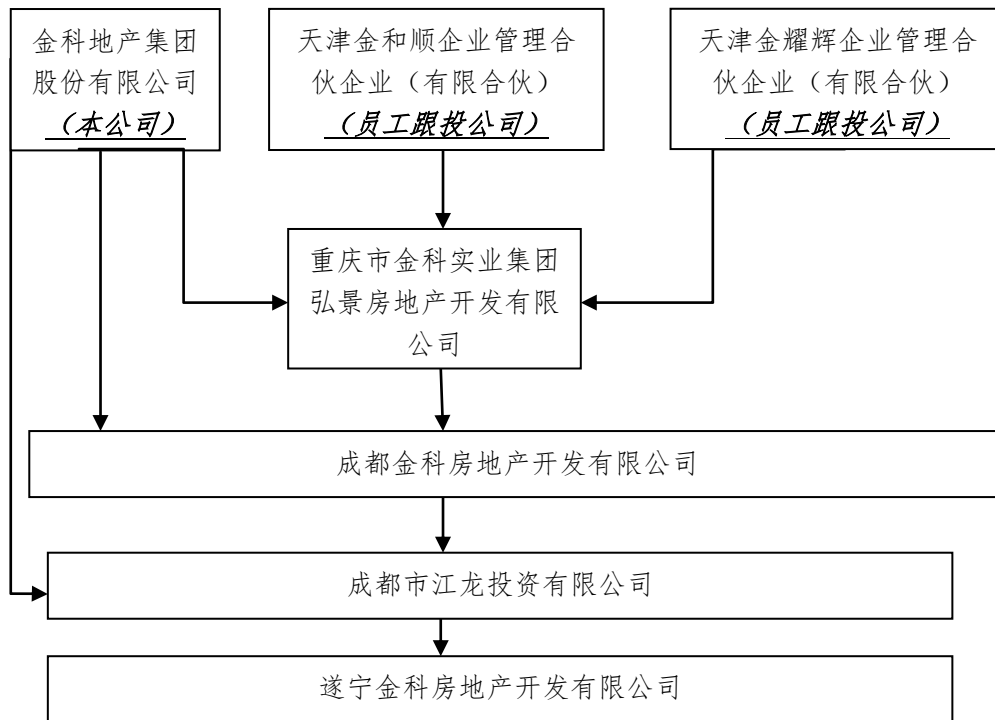 金科地产集团
股份有限公司
（本公司）
天津金和顺企业管理合
伙企业（有限合伙）
（员工跟投公司）
天津金耀辉企业管理合
伙企业（有限合伙）
（员工跟投公司）
重庆市金科实业集团
弘景房地产开发有限
公司
成都金科房地产开发有限公司
成都市江龙投资有限公司
遂宁金科房地产开发有限公司